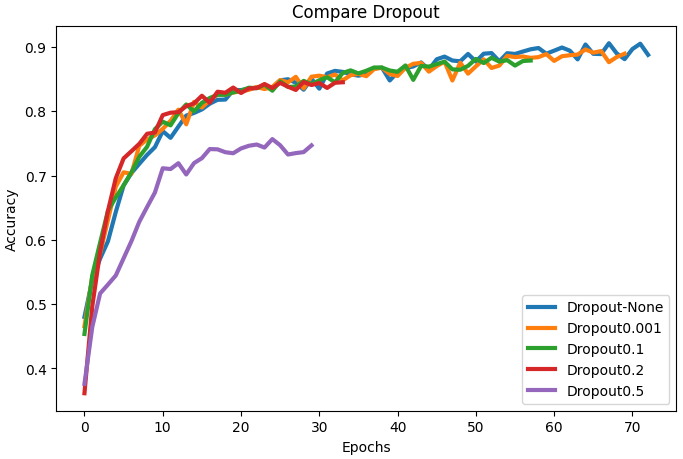 Compare Dropout
Accuracy
0.9
0.8
0.7
0.6
0.5
0.4
0 10 20 30 40 50 60 70
Epochs
Dropout-None
Dropout0.001
Dropout0.1
Dropout0.2
Dropout0.5